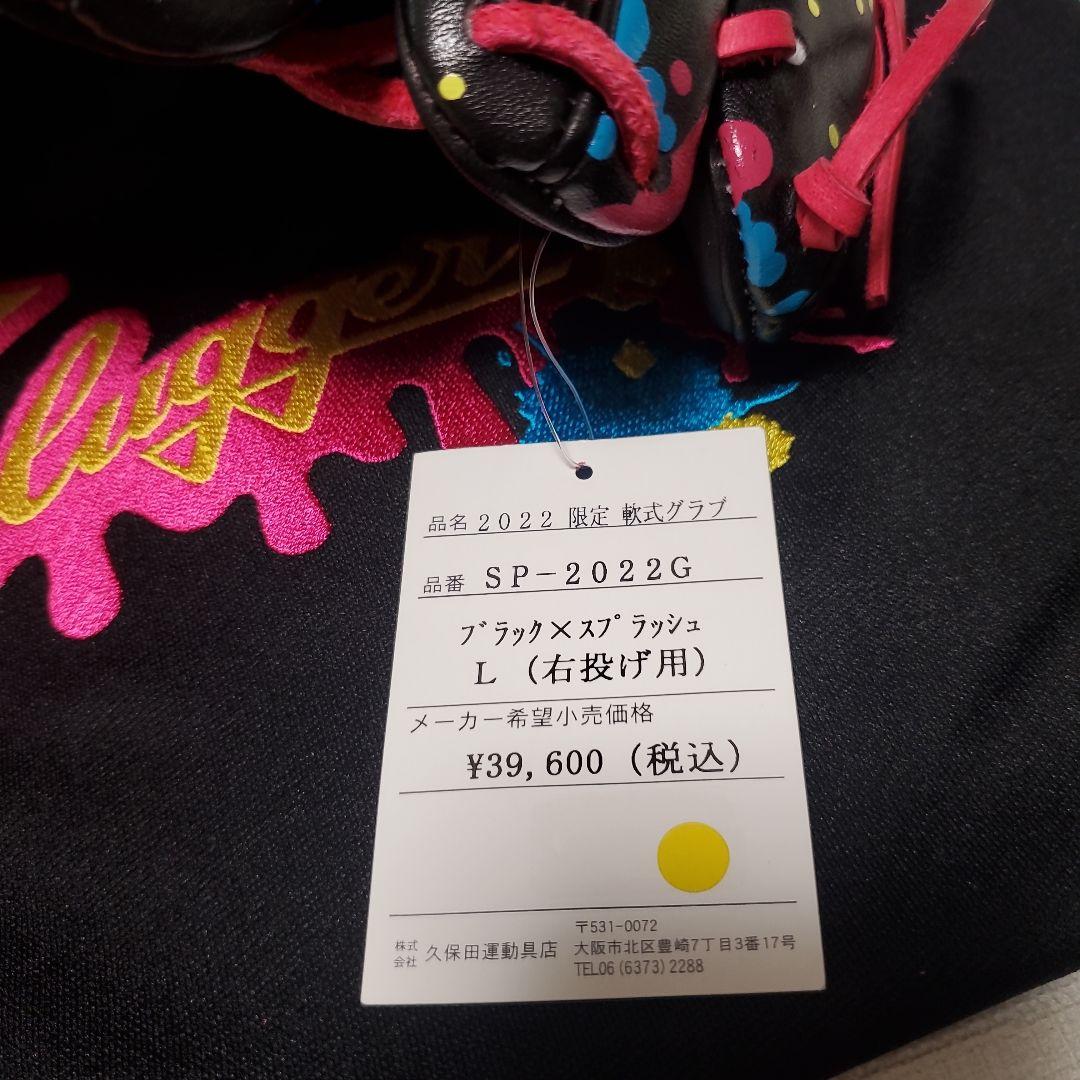 Slugger
品名 2022 限定 軟式グラブ
品番 SP-2022G
ブラック×スプラッシュ
L (右投げ用)
メーカー希望小売価格
¥39,600 (税込)
〒531-0072
株式会社 久保田運動具店 大阪市北区豊崎7丁目3番17号
TEL06(6373)2288